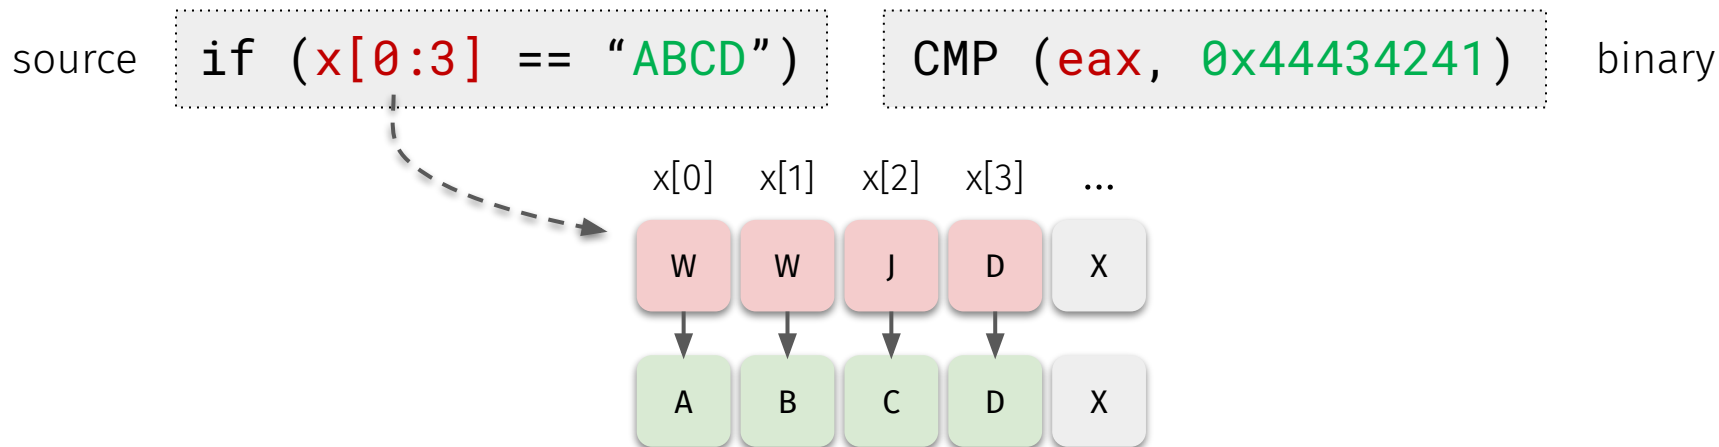 source if (x[0:3] == “ABCD”) CMP (eax, 0x44434241) binary
x[0] x[1] x[2] x[3] ...
W W J D X
A B C D X